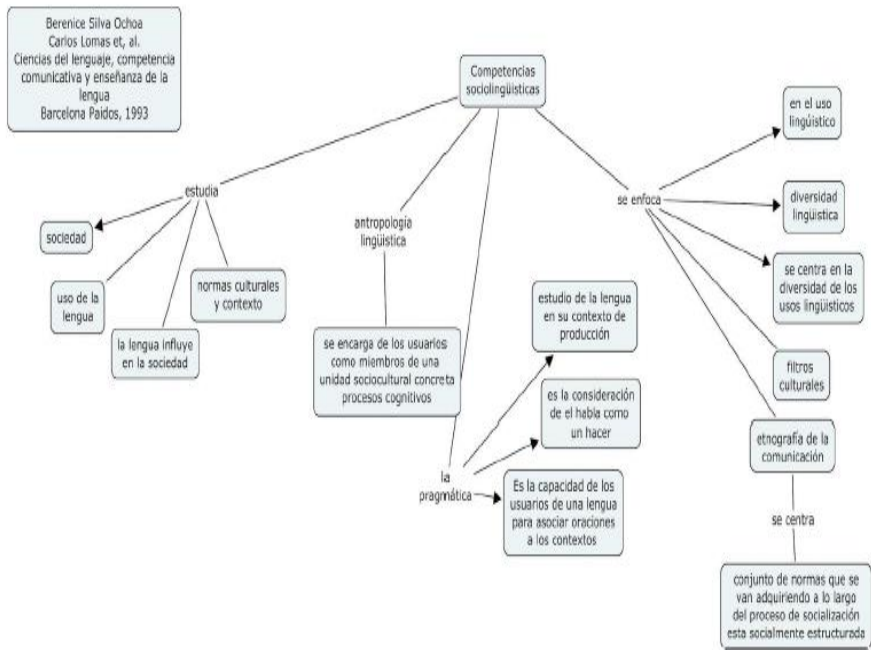 Berenice Silva Ochoa
Carlos Lomas et, al.
Ciencias del lenguaje, competencia
comunicativa y enseñanza de la
lengua
Barcelona Paidos, 1993
Competencias
sociolingüisticas
estudia
sociedad
uso de la
lengua
la lengua influye
en la sociedad
normas culturales
y contexto
antropología
lingüistica
se encarga de los usuarios
como miembros de una
unidad sociocultural concreta
procesos cognitivos
la
pragmática
estudio de la lengua
en su contexto de
producción
es la consideración
de el habla como
un hacer
Es la capacidad de los
usuarios de una lengua
para asociar oraciones
a los contextos
se enfoca
en el uso
lingúistico
diversidad
lingüistica
se centra en la
diversidad de los
usos lingüisticos
filtros
culturales
etnografía de la
comunicación
se centra
conjunto de normas que se
van adquiriendo a lo largo
del proceso de socialización
esta socialmente estructurada